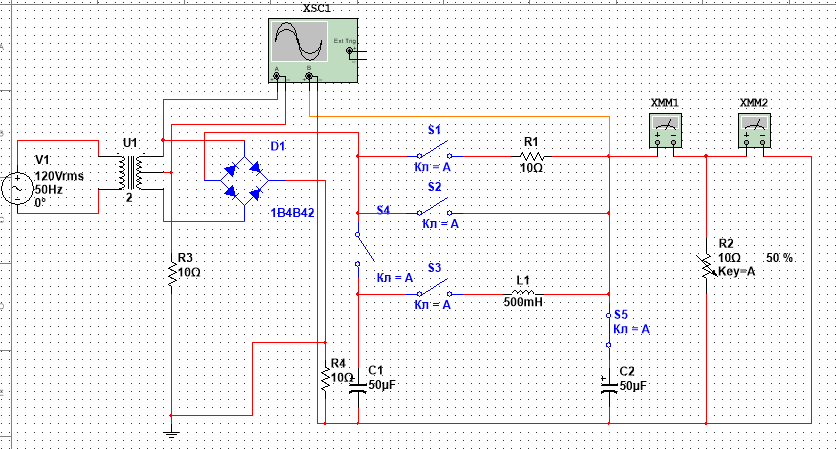 XSC1
Ext Trig
+
-
A
B
+
-
+
-
V1
120Vrms
50Hz
0°
U1
2
D1
1B4B42
S1
Кл = A
R1
10Ω
XMM1
XMM2
S2
Кл = A
S4
Кл = A
S3
Кл = A
L1
500mH
R3
10Ω
R2
10Ω
Key=A
50 %
S5
Кл = A
R4
10Ω
C1
50µF
C2
50µF